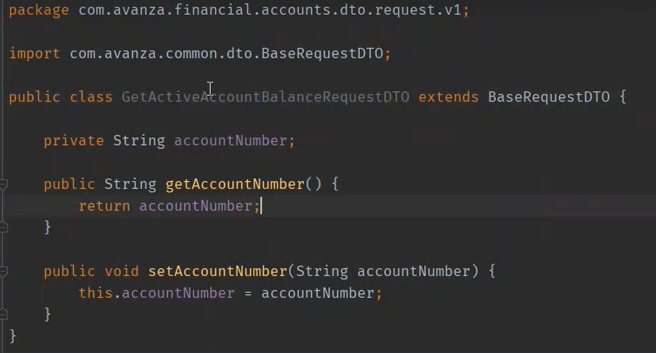 package com.avanza.financial.accounts.dto.request.v1;
import com.avanza.common.dto.BaseRequestDTO;
public class GetActiveAccountBalanceRequestDTO extends BaseRequestDTO {
private String accountNumber;
public String getAccountNumber() {
return accountNumber;
}
public void setAccountNumber(String accountNumber) {
this.accountNumber = accountNumber;
}
}